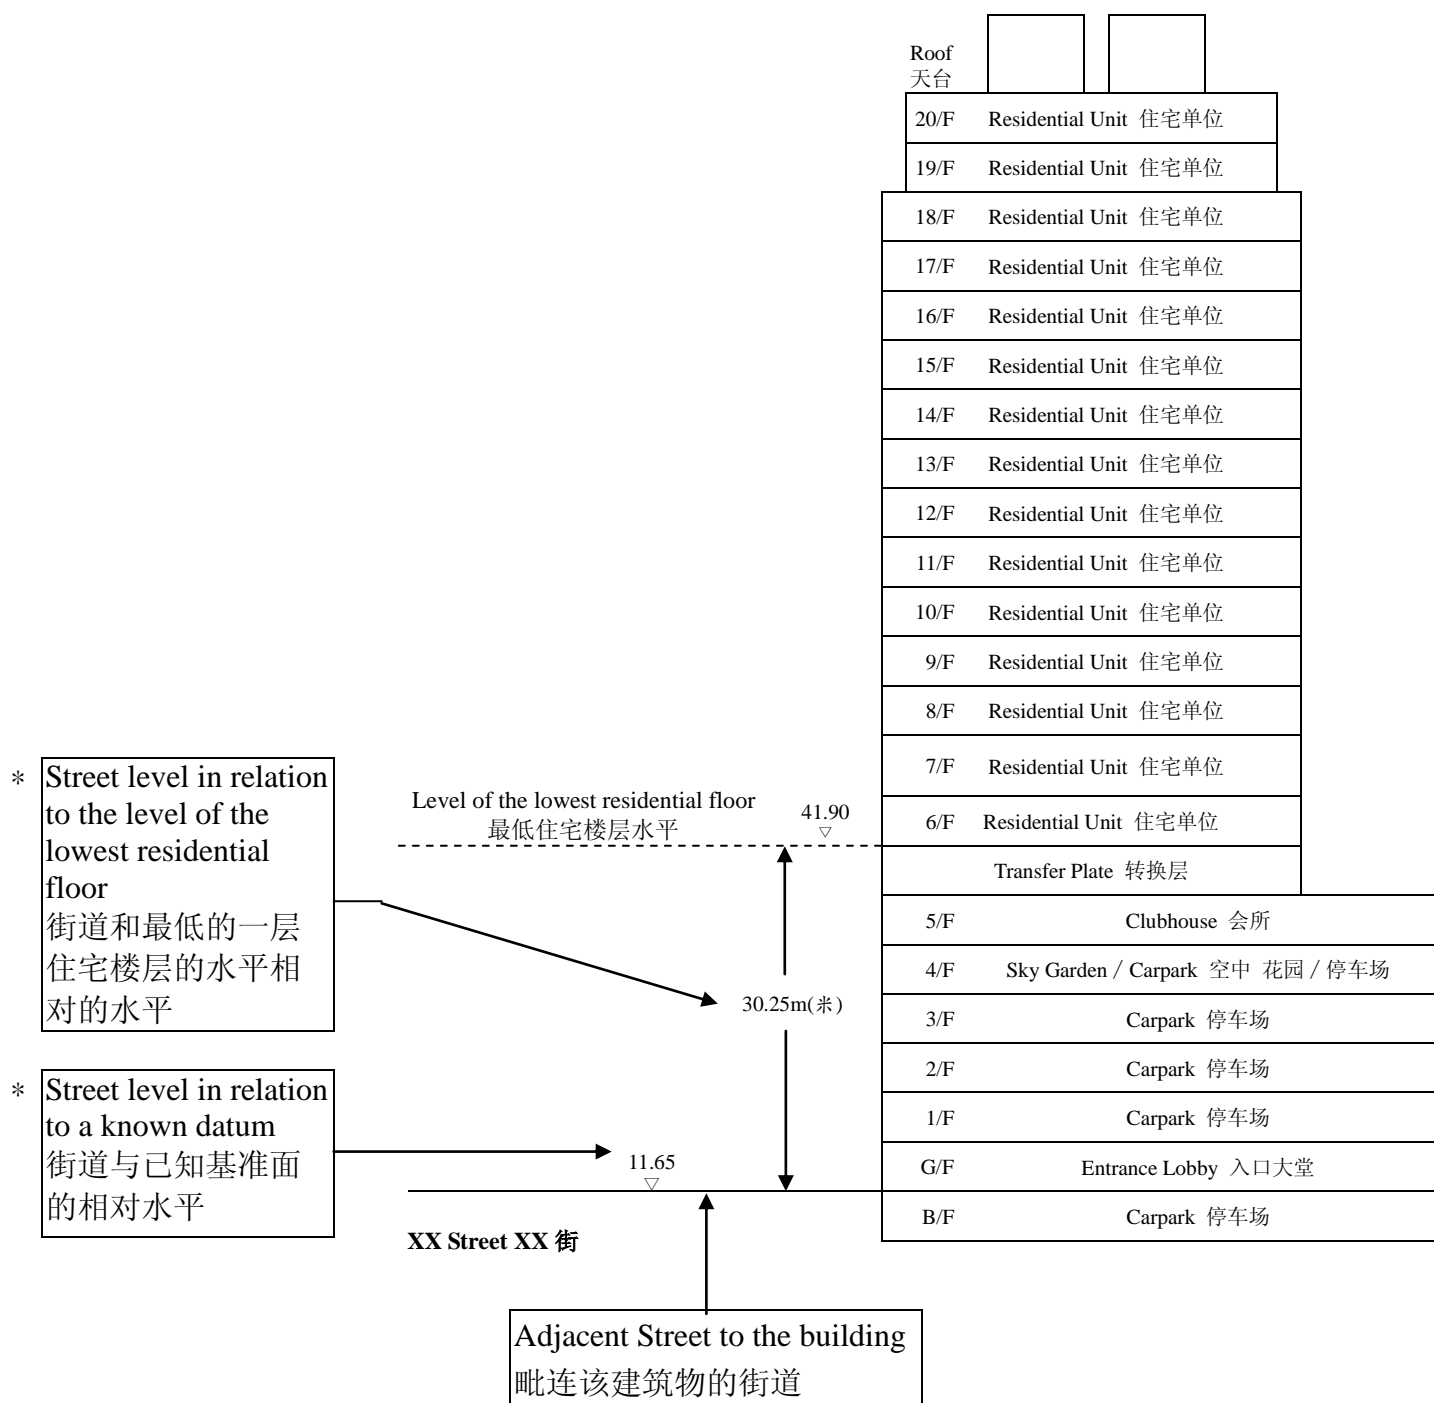 Roof
天台
20/F Residential Unit 住宅单位
19/F Residential Unit 住宅单位
18/F Residential Unit 住宅单位
17/F Residential Unit 住宅单位
16/F Residential Unit 住宅单位
15/F Residential Unit 住宅单位
14/F Residential Unit 住宅单位
13/F Residential Unit 住宅单位
12/F Residential Unit 住宅单位
11/F Residential Unit 住宅单位
10/F Residential Unit 住宅单位
9/F Residential Unit 住宅单位
8/F Residential Unit 住宅单位
7/F Residential Unit 住宅单位
6/F Residential Unit 住宅单位
Transfer Plate 转换层
5/F Clubhouse 会所
4/F Sky Garden / Carpark 空中 花园 / 停车场
3/F Carpark 停车场
2/F Carpark 停车场
1/F Carpark 停车场
G/F Entrance Lobby 入口大堂
B/F Carpark 停车场
Level of the lowest residential floor
最低住宅楼层水平
41.90
30.25m(米)
11.65
XX Street XX 街
* Street level in relation
to the level of the
lowest residential
floor
街道和最低的一层
住宅楼层的水平相
对的水平
* Street level in relation
to a known datum
街道与已知基准面
的相对水平
Adjacent Street to the building
毗连该建筑物的街道